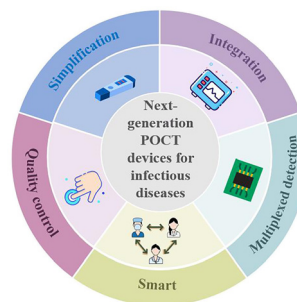 Simplification
Integration
Next-
generation
POCT
devices for
infectious
diseases
Quality control
Multiplexed detection
Smart